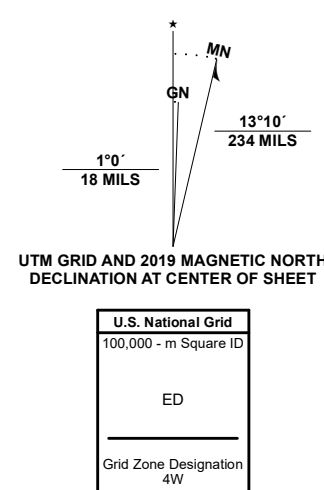 ★
MN
GN
13°10´
234 MILS
1°0´
18 MILS
UTM GRID AND 2019 MAGNETIC NORTH
DECLINATION AT CENTER OF SHEET
U.S. National Grid
100,000 - m Square ID
ED
Grid Zone Designation
4W